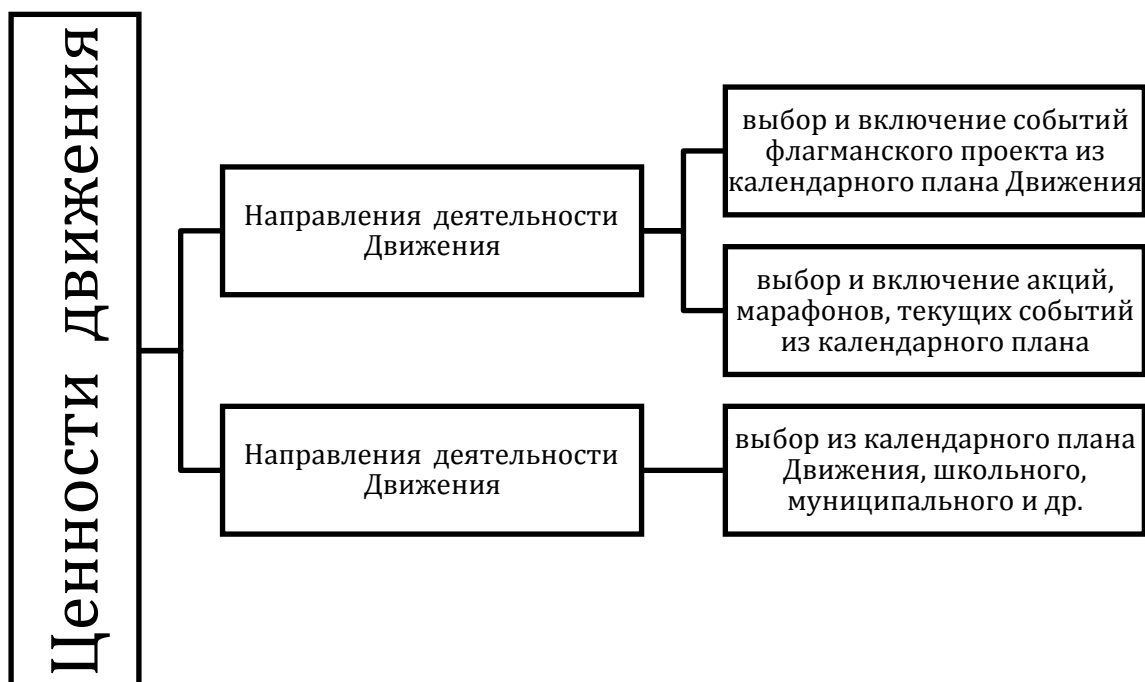 Ценности движения
Направления деятельности
Движения
выбор и включение событий
флагманского проекта из
календарного плана Движения
выбор и включение акций,
марафонов, текущих событий
из календарного плана
Направления деятельности
Движения
выбор из календарного плана
Движения, школьного,
муниципального и др.